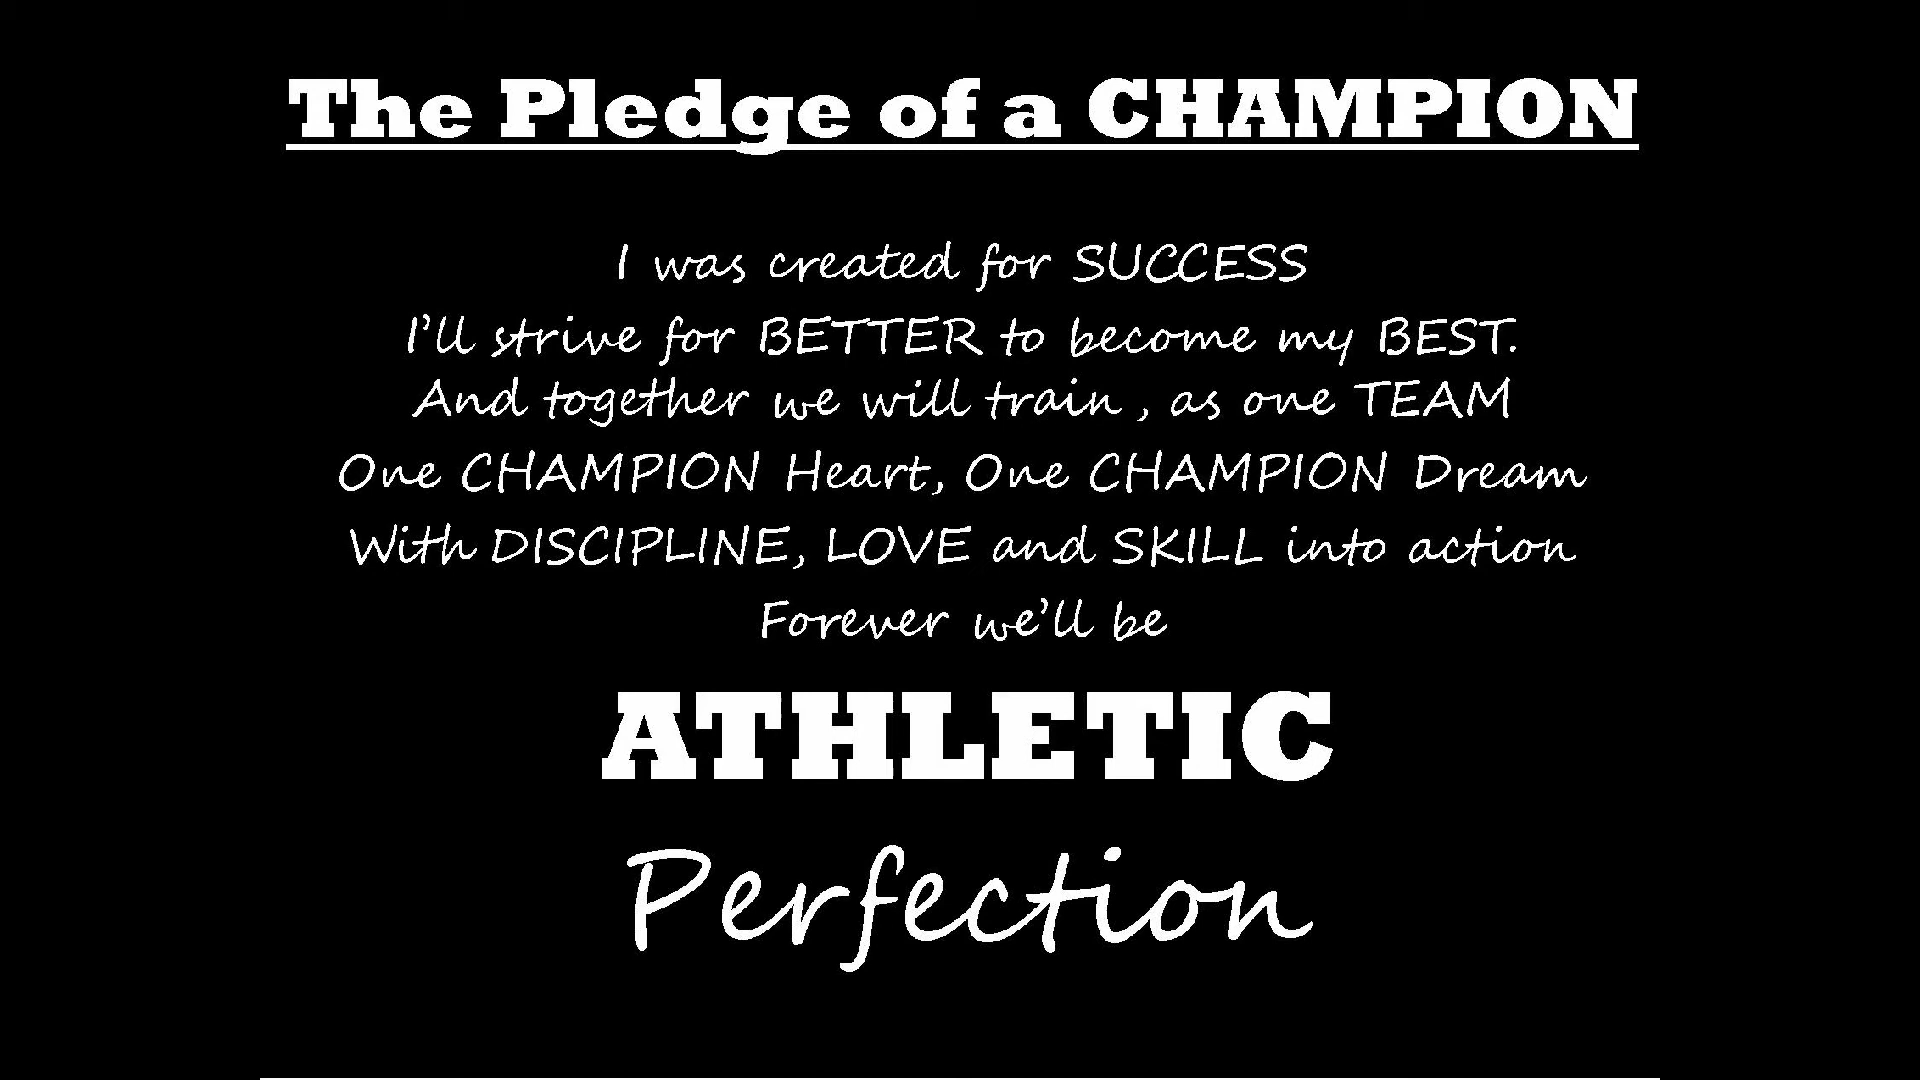 The Pledge of a CHAMPION
I was created for SUCCESS
I'll strive for BETTER to become my BEST.
And together we will train , as one TEAM
One CHAMPION Heart, One CHAMPION Dream
With DISCIPLINE, LOVE and SKILL into action
Forever we'll be
ATHLETIC
Perfection